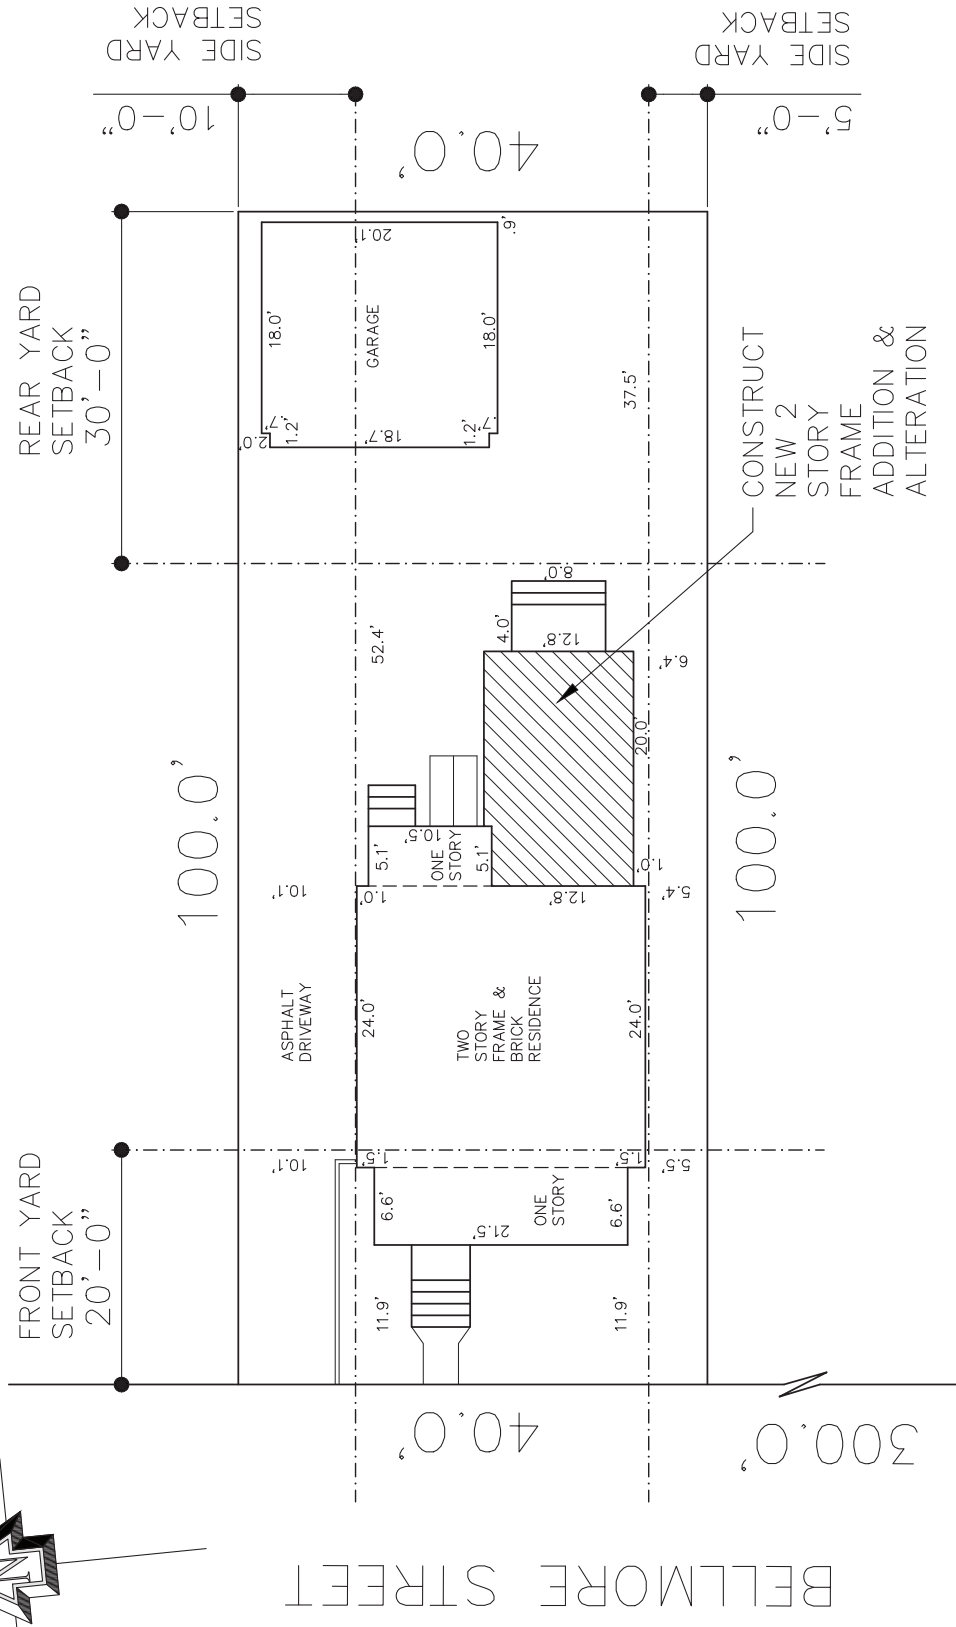 SIDE YARD
SETBACK
10'-0"
SIDE YARD
SETBACK
5'-0"
40.0'
REAR YARD
SETBACK
30'-0"
20.1'
.6'
18.0'
GARAGE
18.0'
37.5'
2.0'
.7'
1.2'
18.7'
1.2'
.7'
CONSTRUCT
NEW 2
STORY
FRAME
ADDITION &
ALTERATION
8.0'
52.4'
4.0'
12.8'
6.4'
20.0'
100.0'
100.0'
10.5'
5.1'
ONE
STORY
5.1'
1.0'
10.1'
1.0'
12.8'
5.4'
ASPHALT
DRIVEWAY
24.0'
TWO
STORY
FRAME &
BRICK
RESIDENCE
24.0'
FRONT YARD
SETBACK
20'-0"
10.1'
1.5'
1.5'
5.5'
6.6'
ONE
STORY
6.6'
21.5'
11.9'
11.9'
40.0'
300.0'
N
BELLMORE STREET